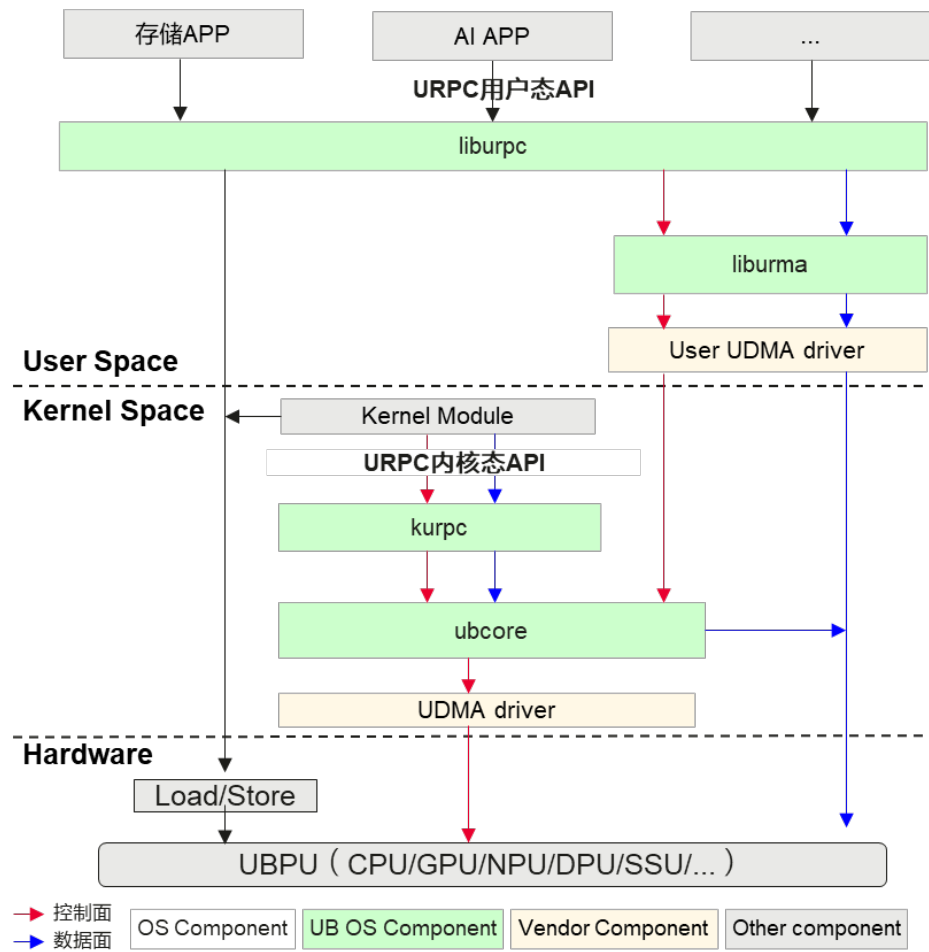 存储APP
AI APP
...
URPC用户态API
liburpc
liburma
User UDMA driver
User Space
Kernel Space
Kernel Module
URPC内核态API
kurpc
ubcore
UDMA driver
Hardware
Load/Store
UBPU（CPU/GPU/NPU/DPU/SSU/...）
控制面
数据面
OS Component
UB OS Component
Vendor Component
Other component